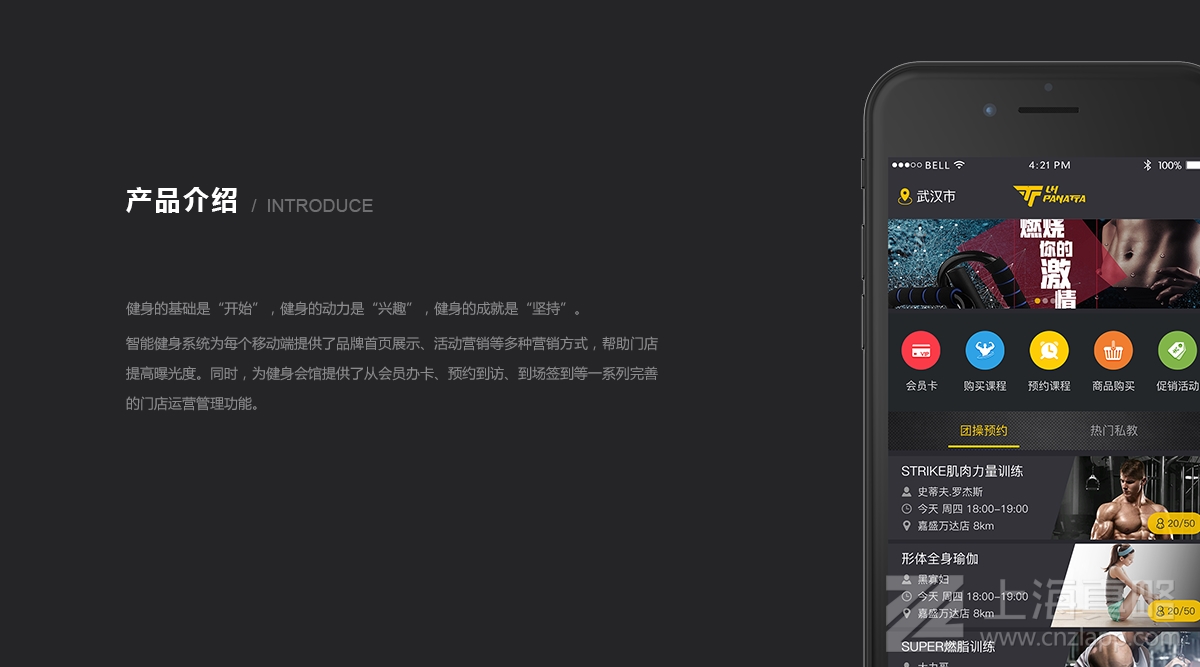 产品介绍 / INTRODUCE
健身的基础是“开始”，健身的动力是“兴趣”，健身的成就是“坚持”。
智能健身系统为每个移动端提供了品牌首页展示、活动营销等多种营销方式，帮助门店
提高曝光度。同时，为健身会馆提供了从会员办卡、预约到访、到场签到等一系列完善
的门店运营管理功能。
BELL 4:21 PM 100%
武汉市
LH
PANATTA
燃烧
你的
激
情
VIP
会员卡 购买课程 预约课程 商品购买 促销活动
团操预约 热门私教
STRIKE肌肉力量训练
史蒂夫.罗杰斯
今天 周四 18:00-19:00
嘉盛万达店 8km
20/50
形体全身瑜伽
黑寡妇
今天 周四 18:00-19:00
嘉盛万达店 8km
20/50
上海真略
www.cnzlapp.com
SUPER燃脂训练